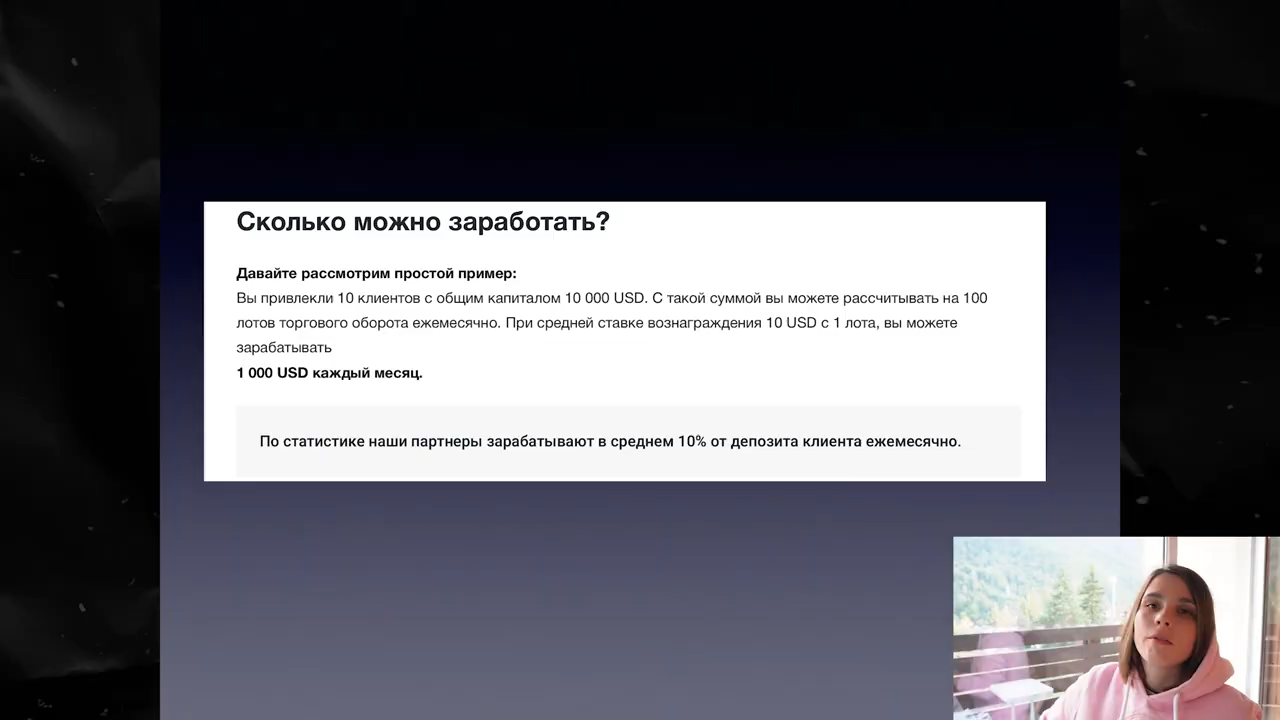 Сколько можно заработать?
Давайте рассмотрим простой пример:
Вы привлекли 10 клиентов с общим капиталом 10 000 USD. С такой суммой вы можете рассчитывать на 100
лотов торгового оборота ежемесячно. При средней ставке вознаграждения 10 USD с 1 лота, вы можете
зарабатывать
1 000 USD каждый месяц.
По статистике наши партнеры зарабатывают в среднем 10% от депозита клиента ежемесячно.